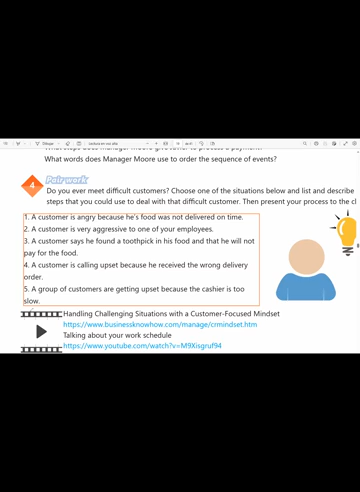 What words does Manager Moore use to order the sequence of events?
4
Pair work
Do you ever meet difficult customers? Choose one of the situations below and list and describe
steps that you could use to deal with that difficult customer. Then present your process to the cl
1. A customer is angry because he's food was not delivered on time.
2. A customer is very aggressive to one of your employees.
3. A customer says he found a toothpick in his food and that he will not
pay for the food.
4. A customer is calling upset because he received the wrong delivery
order.
5. A group of customers are getting upset because the cashier is too
slow.
Handling Challenging Situations with a Customer-Focused Mindset
https://www.businessknowhow.com/manage/crmindset.htm
Talking about your work schedule
https://www.youtube.com/watch?v=M9Xisgruf94